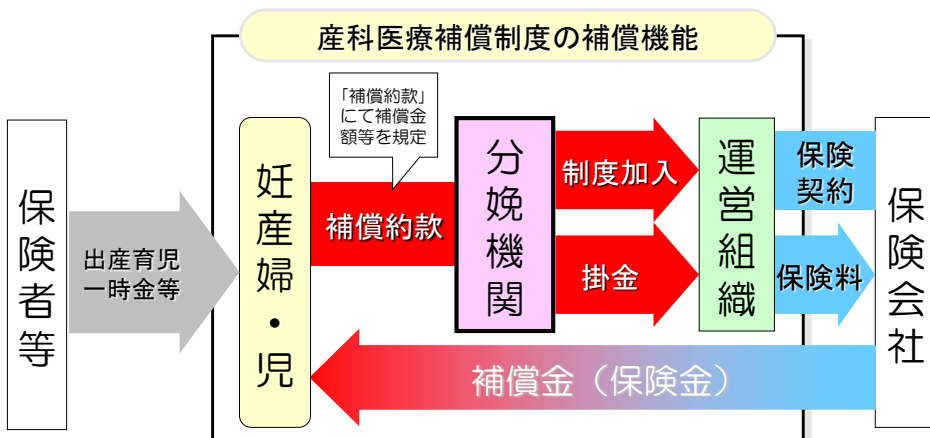 産科医療補償制度の補償機能
「補償約款」
にて補償金
額等を規定
保険者等
出産育児
一時金等
妊産婦・児
補償約款
分娩機関
制度加入
掛金
運営組織
保険
契約
保険料
保険会社
補償金（保険金）